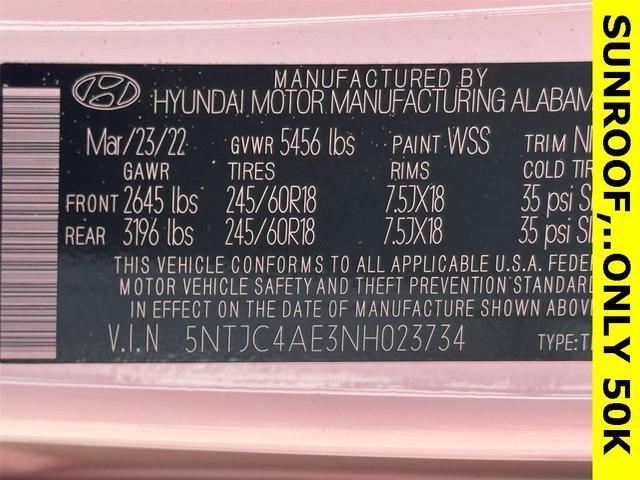 MANUFACTURED BY
HYUNDAI MOTOR MANUFACTURING ALABAM
Mar/23/22 GVWR 5456 lbs PAINT WSS TRIM
GAWR TIRES RIMS COLD TIR
FRONT 2645 lbs 245/60R18 7.5JX18 35 psi
REAR 3196 lbs 245/60R18 7.5JX18 35 psi
THIS VEHICLE CONFORMS TO ALL APPLICABLE U.S.A. FEDE
MOTOR VEHICLE SAFETY AND THEFT PREVENTION STANDARD
IN EFFECT ON THE DATE OF MANUFACTURE SHOWN ABOV
V.I.N 5NTJC4AE3NH023734 TYPE:T
SUNROOF,..ONLY 50K